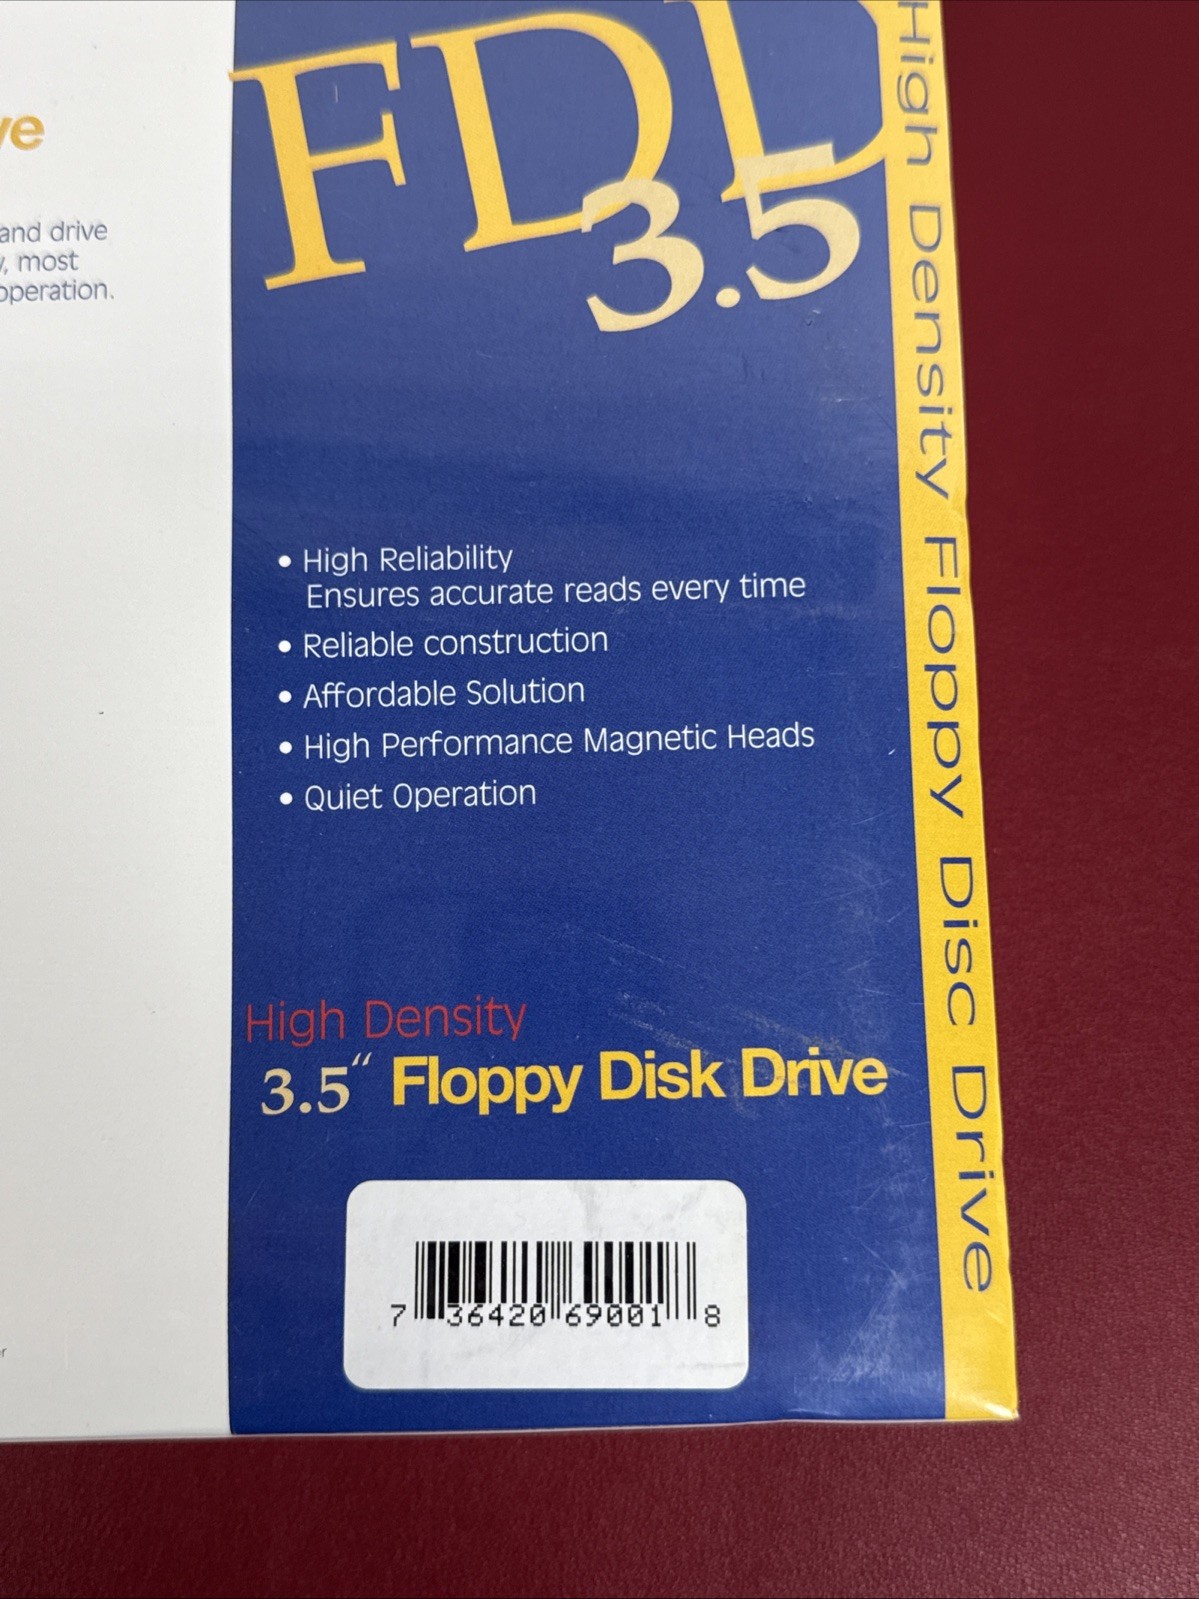 ve
and drive
, most
operation.
FDD
3.5
High Density Floppy Disc Drive
• High Reliability
Ensures accurate reads every time
• Reliable construction
• Affordable Solution
• High Performance Magnetic Heads
• Quiet Operation
High Density
3.5" Floppy Disk Drive
7 36420 69001 8